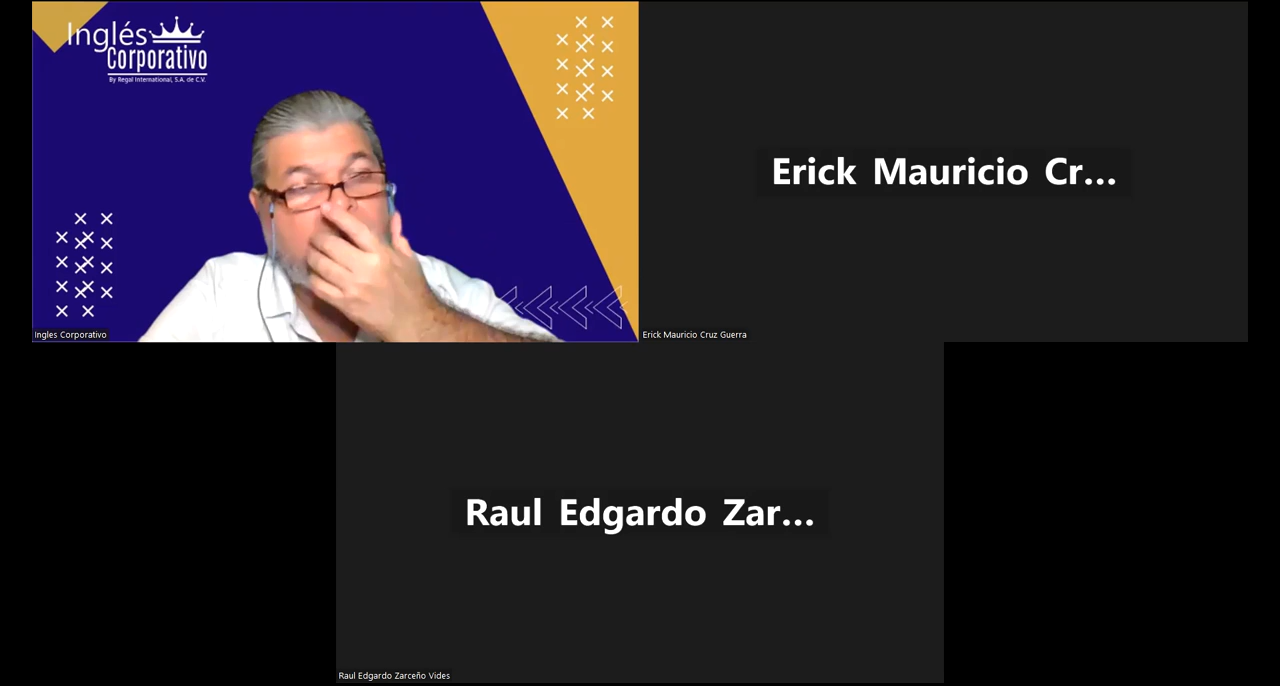 Inglés
Corporativo
By Regal International, S.A. de C.V.
Ingles Corporativo
Erick Mauricio Cr...
Erick Mauricio Cruz Guerra
Raul Edgardo Zar...
Raul Edgardo Zarceño Vides